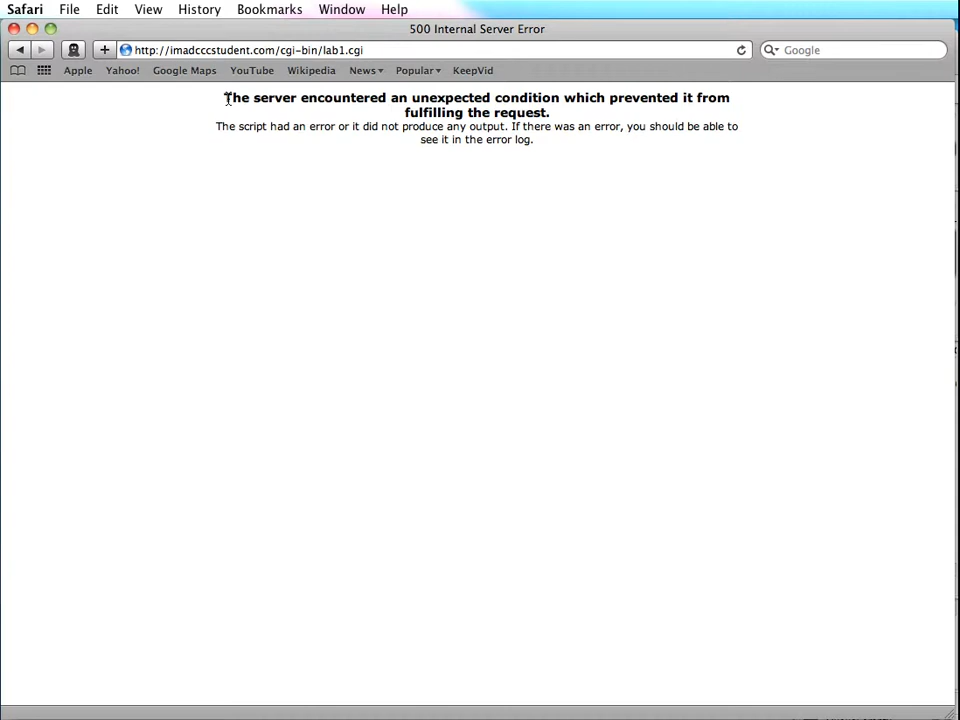 Safari File Edit View History Bookmarks Window Help
500 Internal Server Error
http://imadcccstudent.com/cgi-bin/lab1.cgi Google
Apple Yahoo! Google Maps YouTube Wikipedia News Popular KeepVid
The server encountered an unexpected condition which prevented it from
fulfilling the request.
The script had an error or it did not produce any output. If there was an error, you should be able to
see it in the error log.